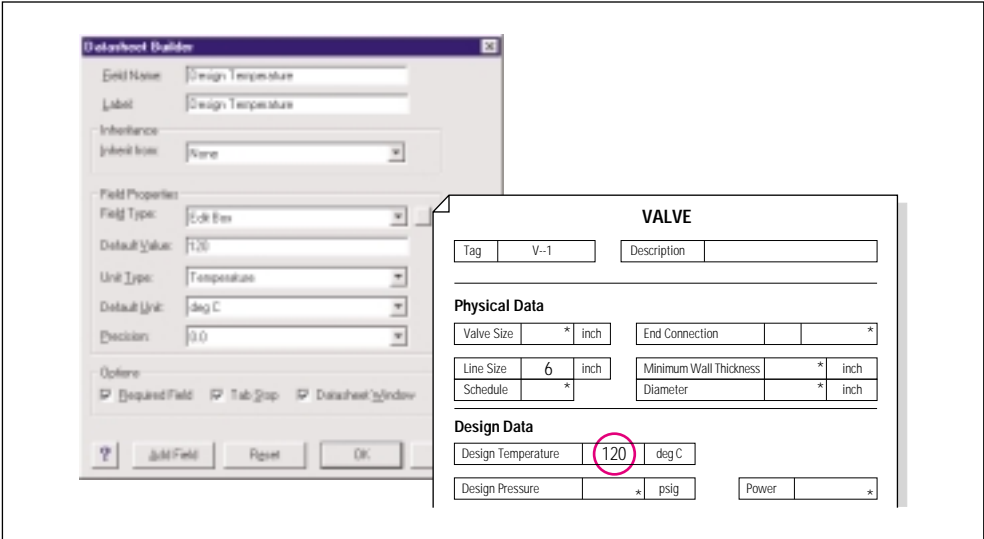 Datasheet Builder
Field Name: Design Temperature
Label: Design Temperature
Inheritance
Inherit from: None
Field Properties
Field Type: Edit Box
Default Value: 120
Unit Type: Temperature
Default Unit: deg C
Precision: 0.0
Options
Required Field Tab Stop Datasheet Window
? Add Field Reset OK
VALVE
Tag V--1 Description
Physical Data
Valve Size * inch End Connection *
Line Size 6 inch Minimum Wall Thickness * inch
Schedule * Diameter * inch
Design Data
Design Temperature 120 deg C
Design Pressure * psig Power *